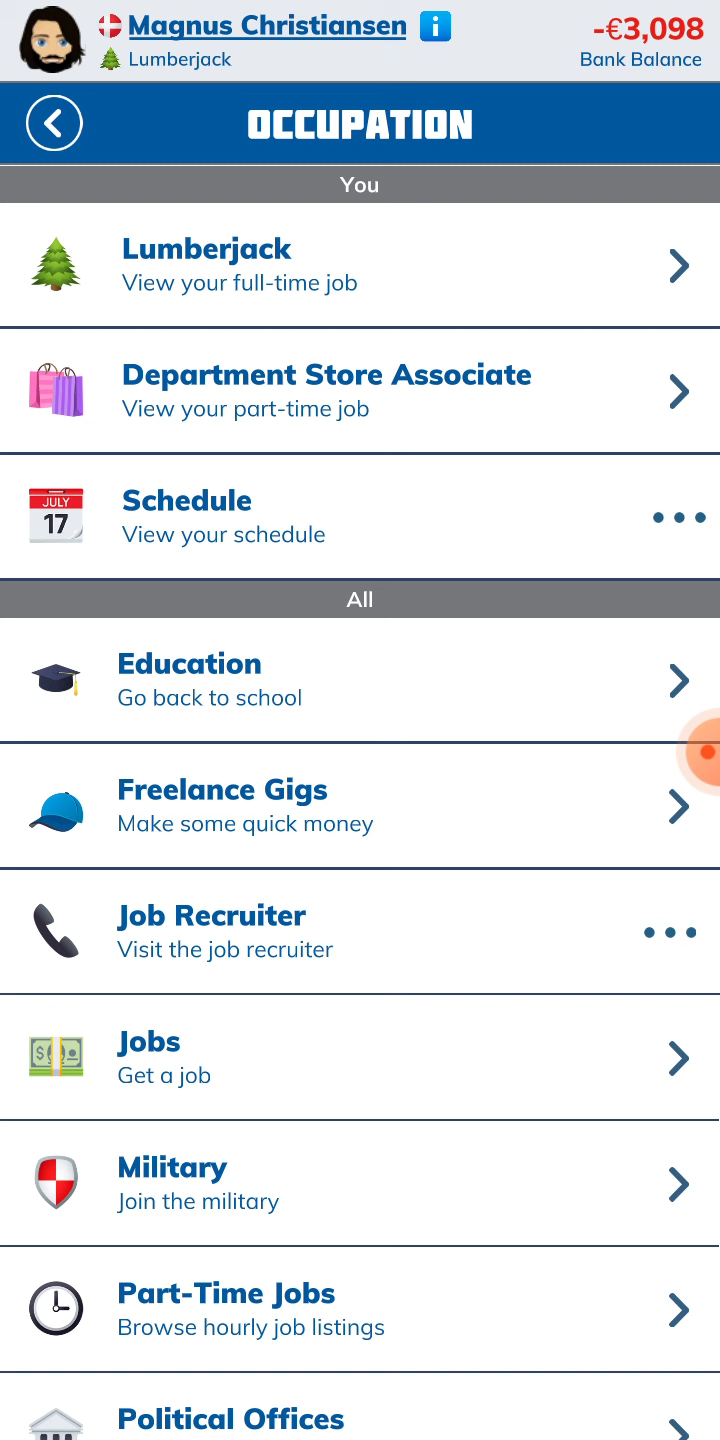 Magnus Christiansen
-€3,098
Lumberjack
Bank Balance
OCCUPATION
You
Lumberjack
View your full-time job
Department Store Associate
View your part-time job
JULY
17
Schedule
View your schedule
All
Education
Go back to school
Freelance Gigs
Make some quick money
Job Recruiter
Visit the job recruiter
Jobs
Get a job
Military
Join the military
Part-Time Jobs
Browse hourly job listings
Political Offices